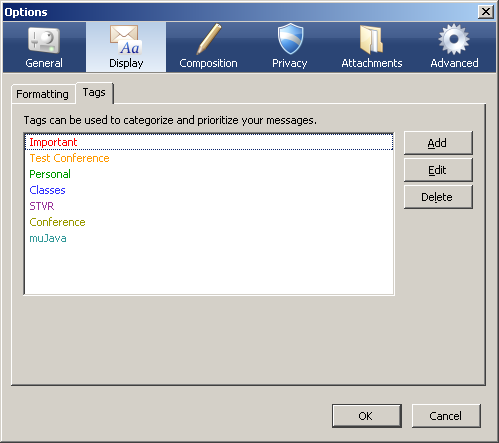 Options
General
Display
Composition
Privacy
Attachments
Advanced
Formatting
Tags
Tags can be used to categorize and prioritize your messages.
Important
Test Conference
Personal
Classes
STVR
Conference
muJava
Add
Edit
Delete
OK
Cancel